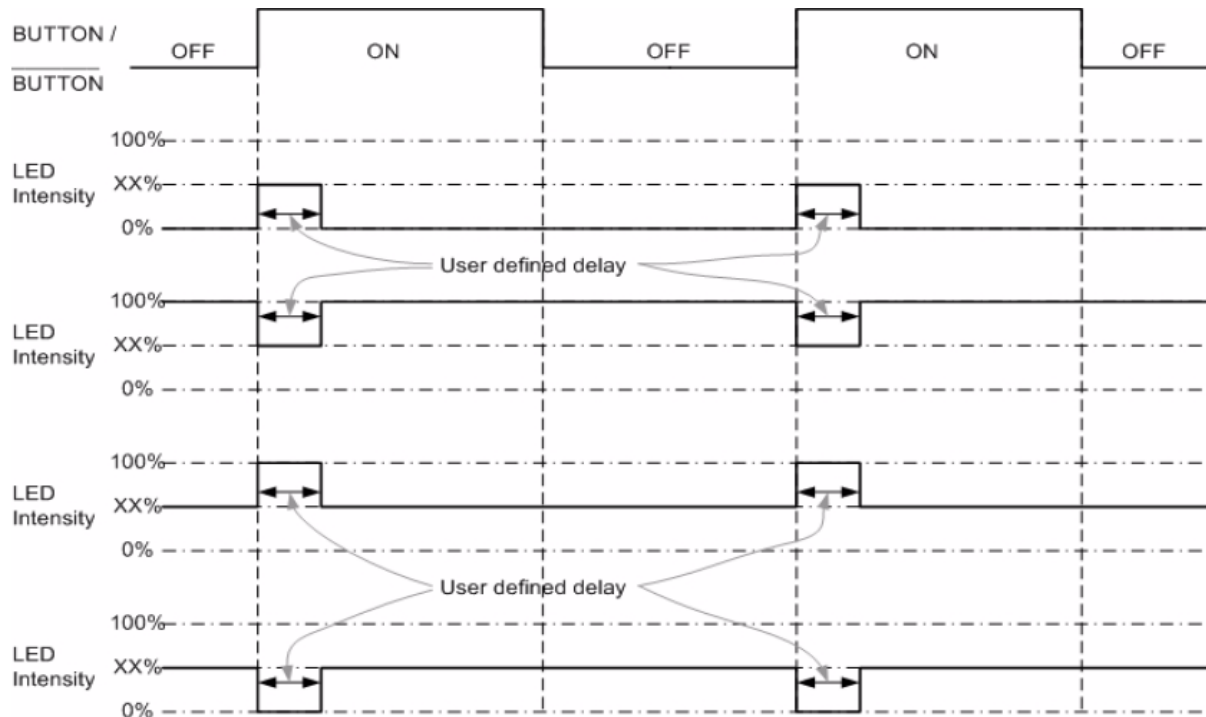 BUTTON /
BUTTON
OFF ON OFF ON OFF
100%
LED
Intensity
XX%
0%
User defined delay
100%
LED
Intensity
XX%
0%
100%
LED
Intensity
XX%
0%
User defined delay
100%
LED
Intensity
XX%
0%